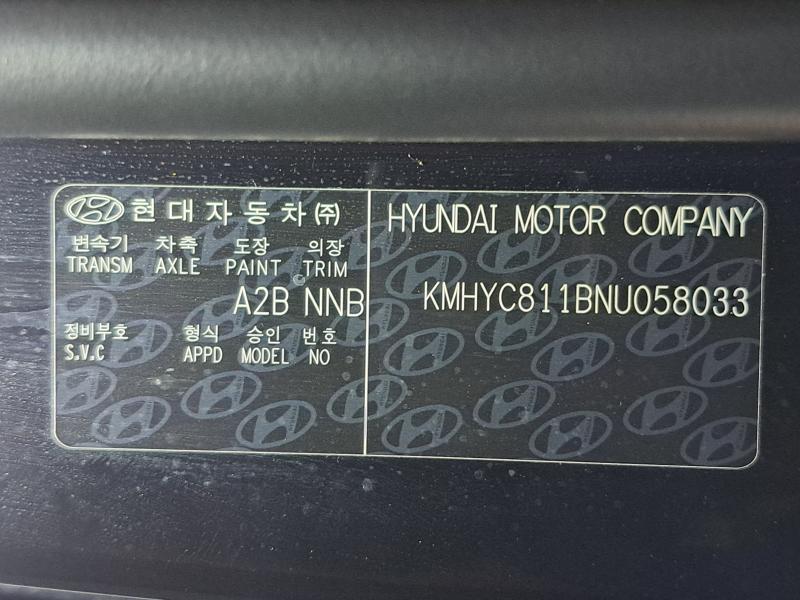 현대자동차㈜
변속기 차축 도장 의장
TRANSM AXLE PAINT TRIM
A2B NNB
정비부호 형식 승인 번호
S.V.C APPD MODEL NO
HYUNDAI MOTOR COMPANY
KMHYC811BNU058033